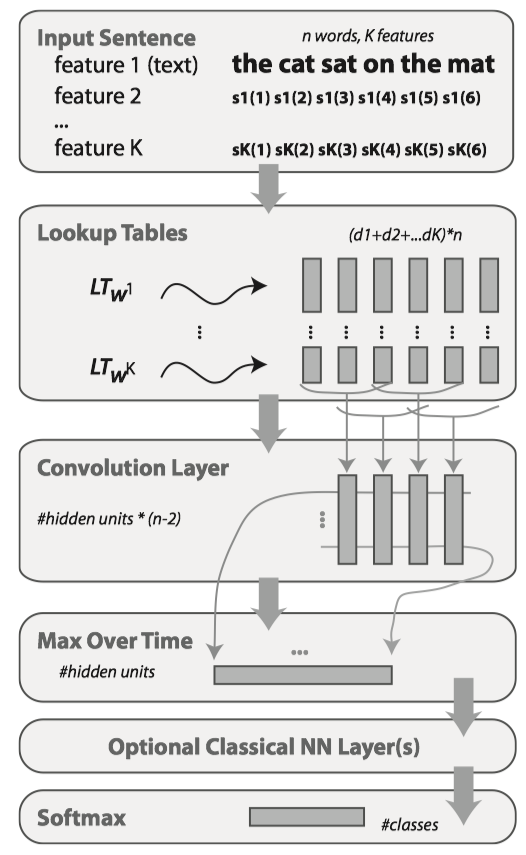 Input Sentence
n words, K features
feature 1 (text) the cat sat on the mat
feature 2 s1(1) s1(2) s1(3) s1(4) s1(5) s1(6)
...
feature K sK(1) sK(2) sK(3) sK(4) sK(5) sK(6)
Lookup Tables
(d1+d2+...dK)*n
LTW1
...
LTWK
Convolution Layer
#hidden units * (n-2)
Max Over Time
...
#hidden units
Optional Classical NN Layer(s)
Softmax
#classes